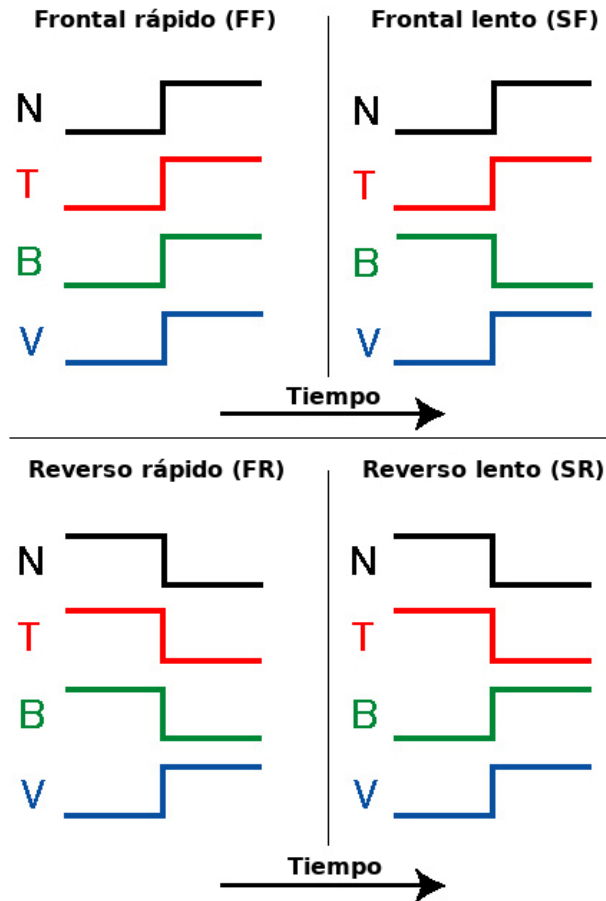 Frontal rápido (FF)
Frontal lento (SF)
N
N
T
T
B
B
V
V
Tiempo
Reverso rápido (FR)
Reverso lento (SR)
N
N
T
T
B
B
V
V
Tiempo